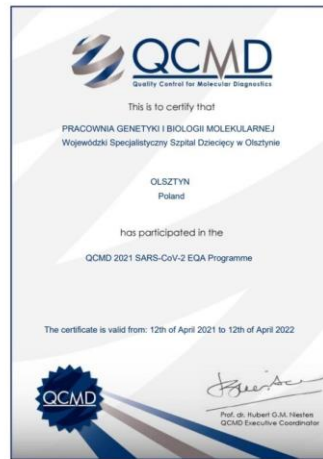 QCMD
Quality Control for Molecular Diagnostics
This is to certify that
PRACOWNIA GENETYKI I BIOLOGII MOLEKULARNEJ
Wojewódzki Specjalistyczny Szpital Dziecięcy w Olsztynie
OLSZTYN
Poland
has participated in the
QCMD 2021 SARS-CoV-2 EQA Programme
The certificate is valid from: 12th of April 2021 to 12th of April 2022
QCMD
Prof. dr. Hubert G.M. Niesters
QCMD Executive Coordinator